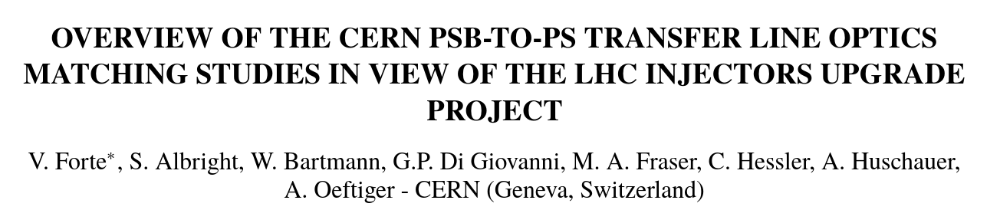 OVERVIEW OF THE CERN PSB-TO-PS TRANSFER LINE OPTICS
MATCHING STUDIES IN VIEW OF THE LHC INJECTORS UPGRADE
PROJECT
V. Forte*, S. Albright, W. Bartmann, G.P. Di Giovanni, M. A. Fraser, C. Hessler, A. Huschauer,
A. Oeftiger - CERN (Geneva, Switzerland)